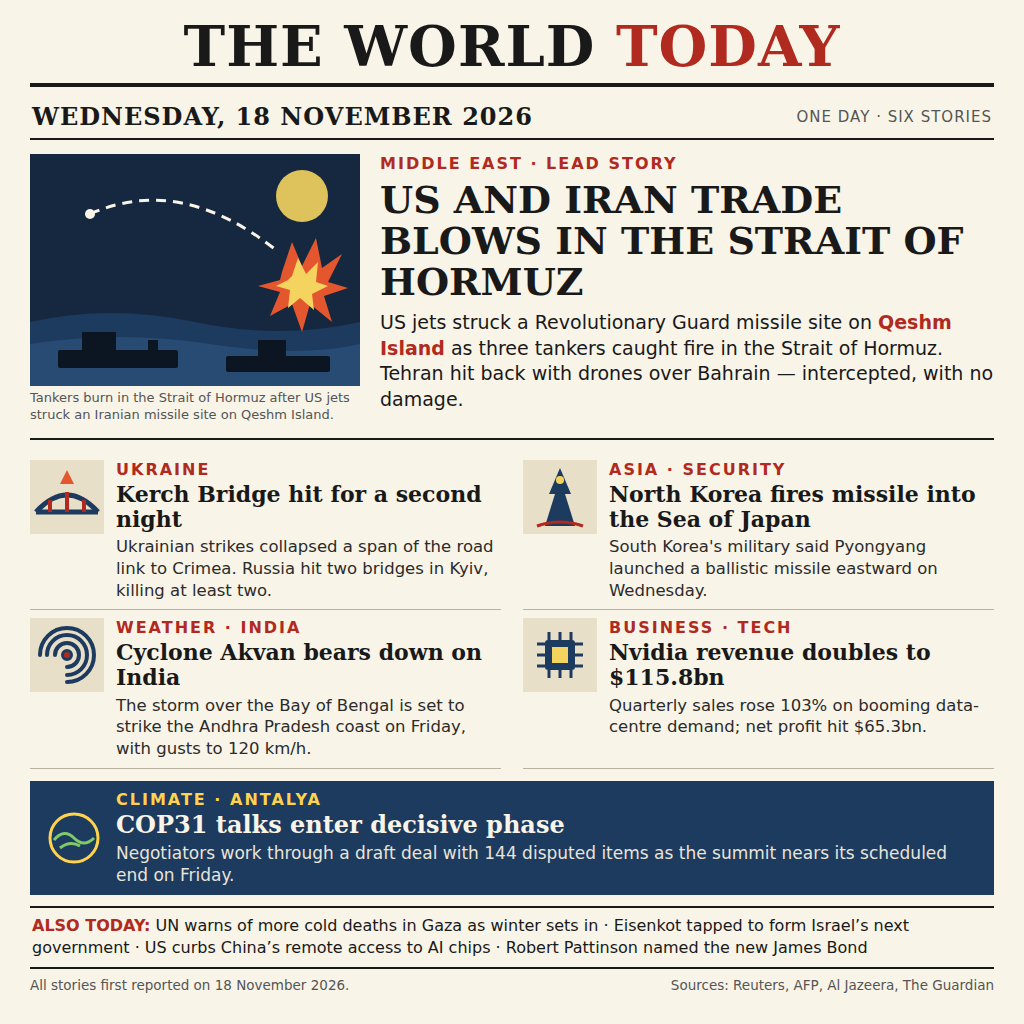 THE WORLD TODAY
WEDNESDAY, 18 NOVEMBER 2026
ONE DAY · SIX STORIES
MIDDLE EAST · LEAD STORY
US AND IRAN TRADE
BLOWS IN THE STRAIT OF
HORMUZ
US jets struck a Revolutionary Guard missile site on Qeshm
Island as three tankers caught fire in the Strait of Hormuz.
Tehran hit back with drones over Bahrain — intercepted, with no
damage.
Tankers burn in the Strait of Hormuz after US jets
struck an Iranian missile site on Qeshm Island.
UKRAINE
Kerch Bridge hit for a second
night
Ukrainian strikes collapsed a span of the road
link to Crimea. Russia hit two bridges in Kyiv,
killing at least two.
ASIA · SECURITY
North Korea fires missile into
the Sea of Japan
South Korea's military said Pyongyang
launched a ballistic missile eastward on
Wednesday.
WEATHER · INDIA
Cyclone Akvan bears down on
India
The storm over the Bay of Bengal is set to
strike the Andhra Pradesh coast on Friday,
with gusts to 120 km/h.
BUSINESS · TECH
Nvidia revenue doubles to
$115.8bn
Quarterly sales rose 103% on booming data-
centre demand; net profit hit $65.3bn.
CLIMATE · ANTALYA
COP31 talks enter decisive phase
Negotiators work through a draft deal with 144 disputed items as the summit nears its scheduled
end on Friday.
ALSO TODAY: UN warns of more cold deaths in Gaza as winter sets in · Eisenkot tapped to form Israel’s next
government · US curbs China’s remote access to AI chips · Robert Pattinson named the new James Bond
All stories first reported on 18 November 2026.
Sources: Reuters, AFP, Al Jazeera, The Guardian